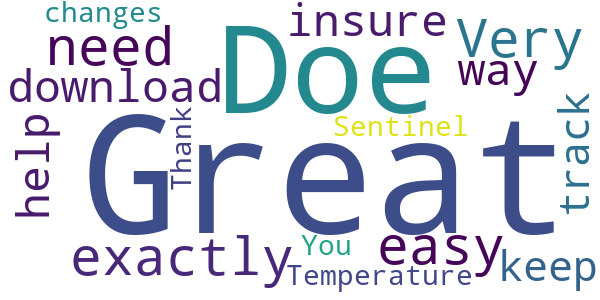 changes
insure
need
Doe
Very
way
download
Sentinel
Thank
help
Great
track
exactly
You
easy
keep
Temperature